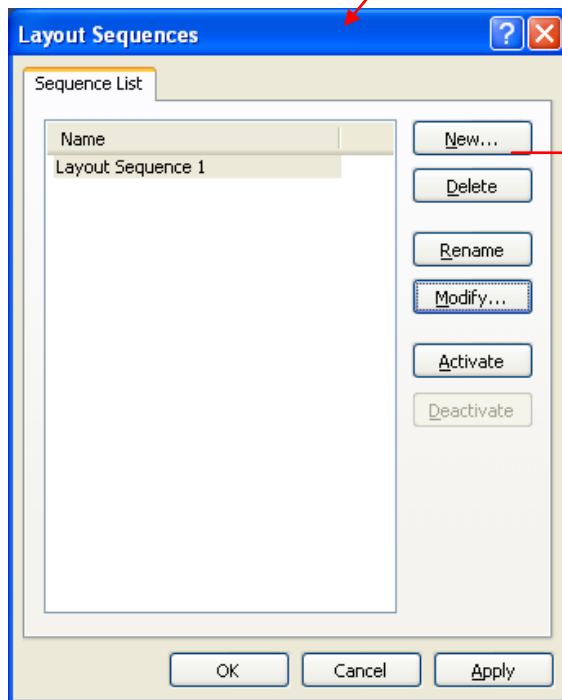 Layout Sequences
Sequence List
Name
Layout Sequence 1
New...
Delete
Rename
Modify...
Activate
Deactivate
OK
Cancel
Apply